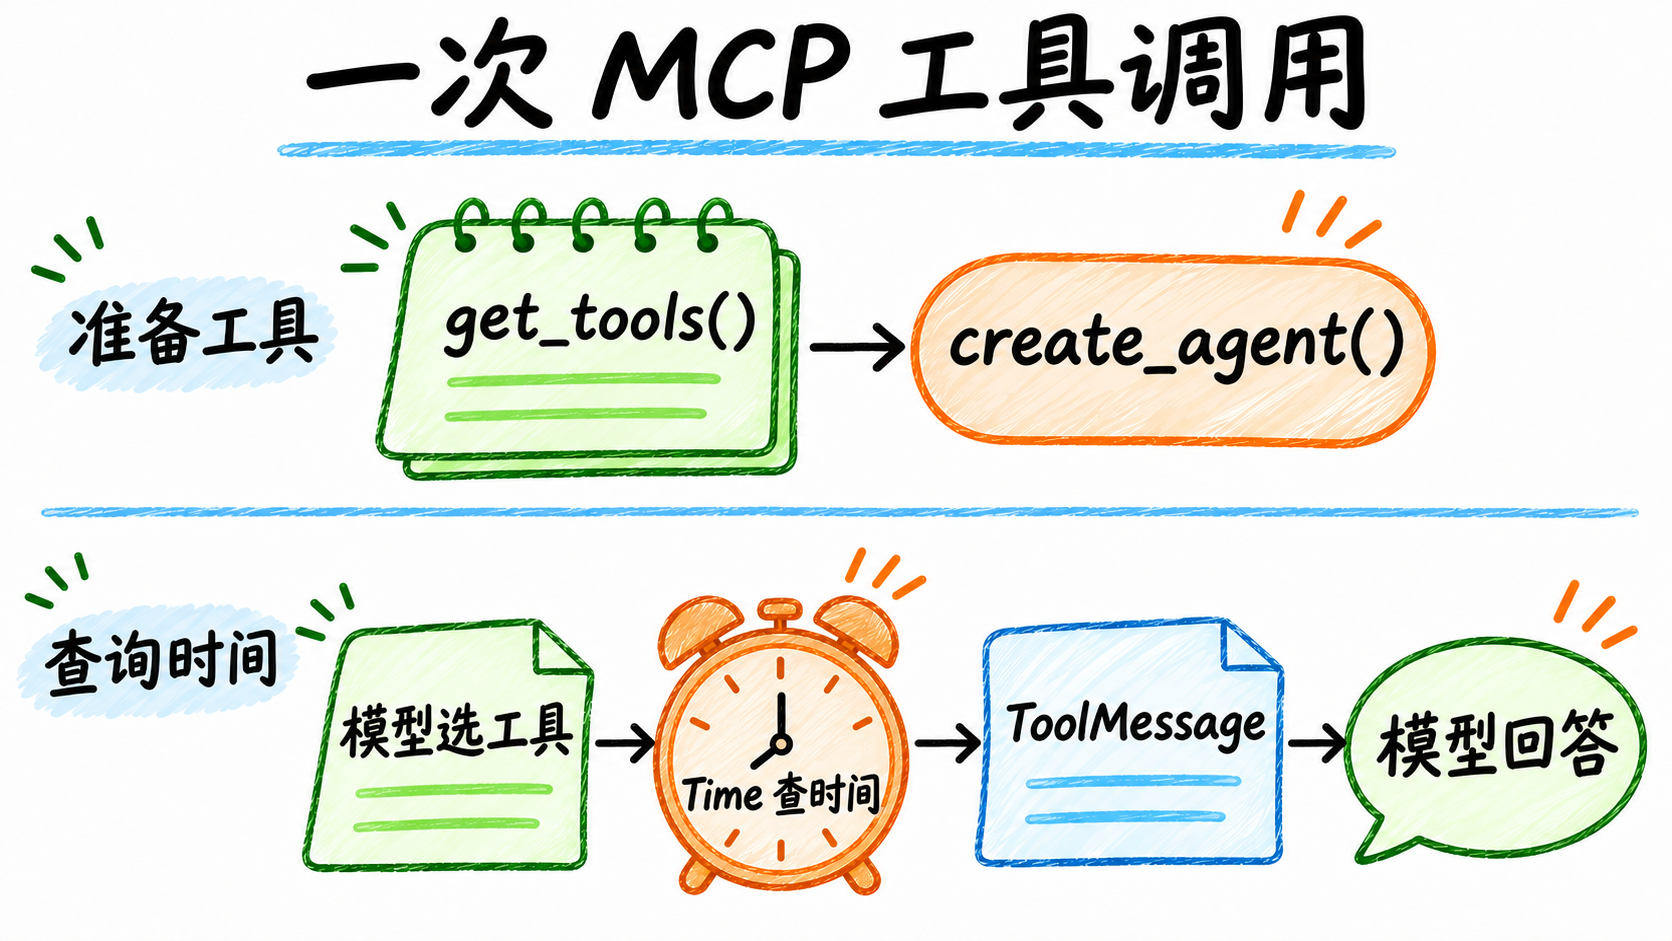 一次 MCP 工具调用
准备工具
get_tools()
create_agent()
查询时间
模型选工具
Time 查时间
ToolMessage
模型回答